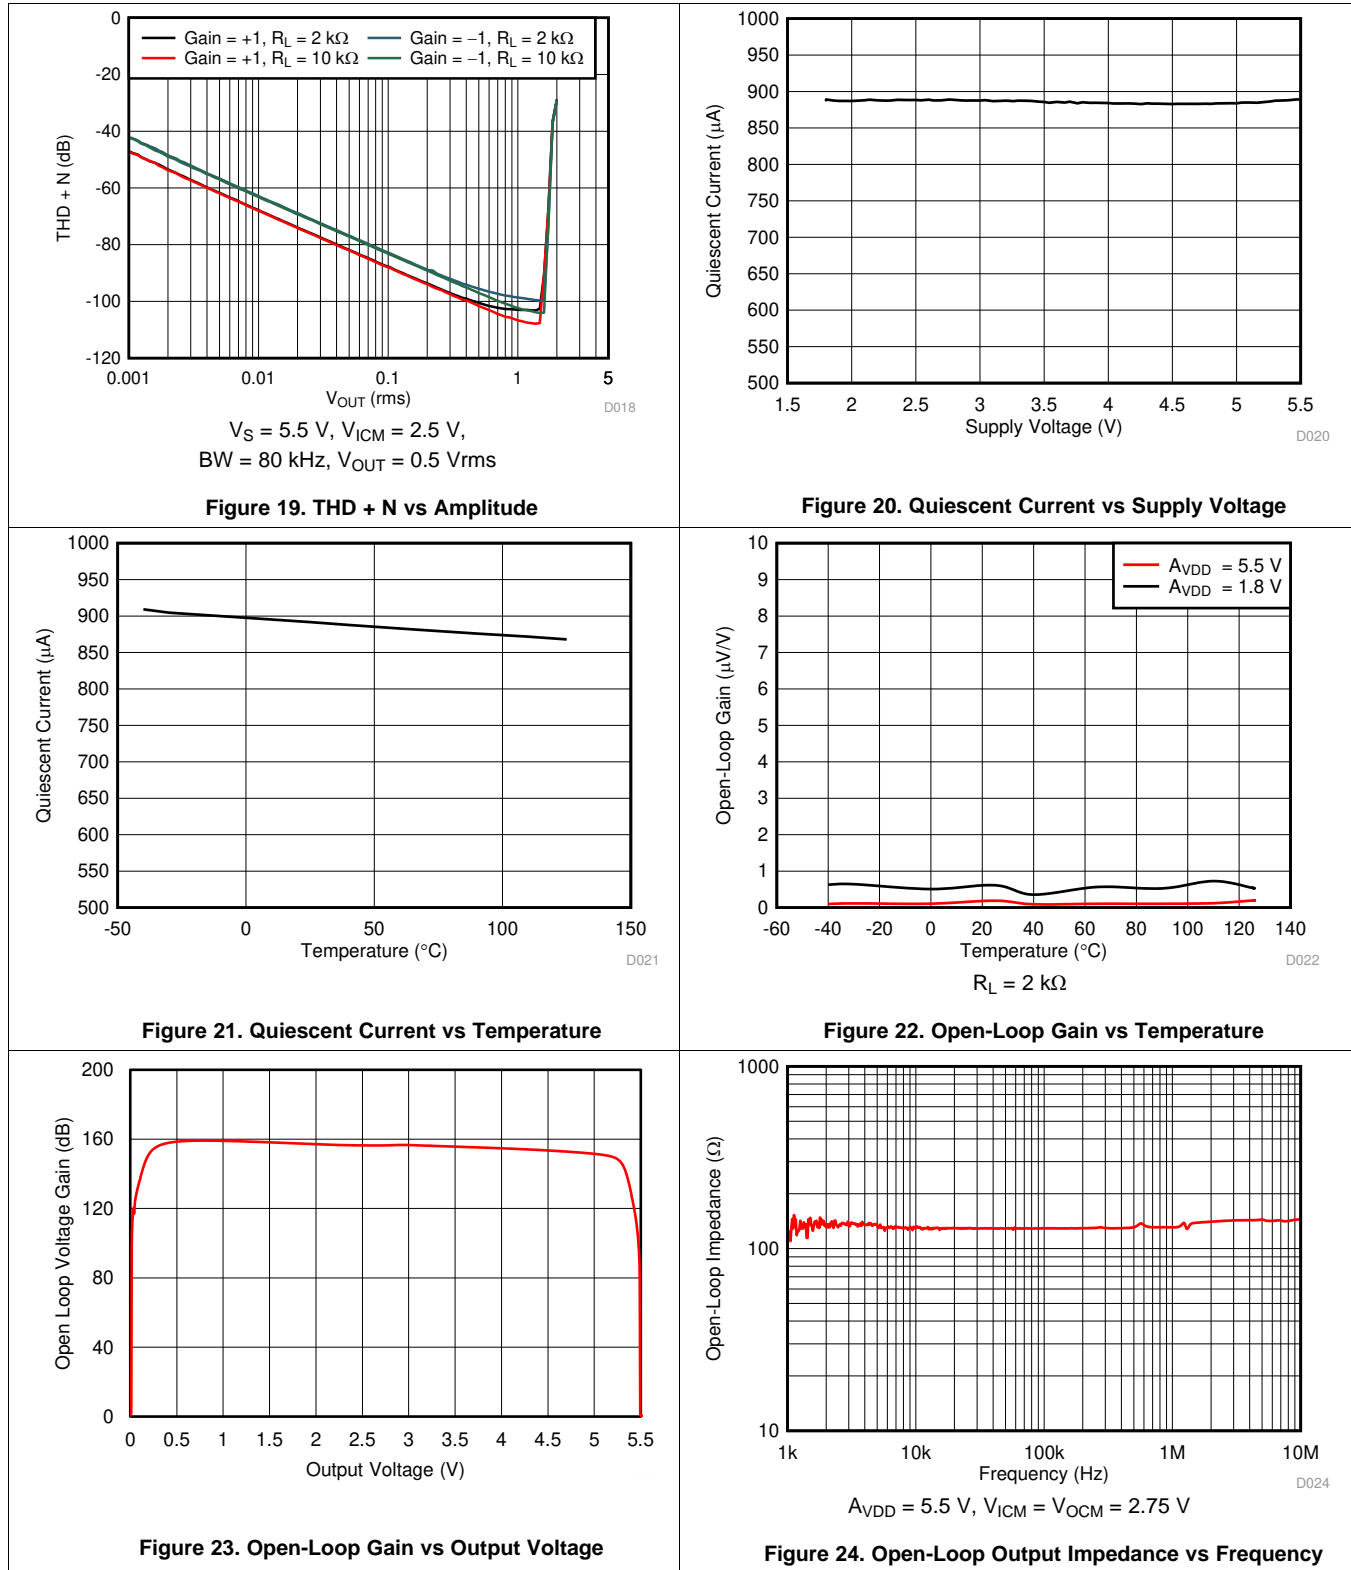 0
-20
-40
-60
-80
-100
-120
THD + N (dB)
Gain = +1, RL = 2 kΩ
Gain = +1, RL = 10 kΩ
Gain = −1, RL = 2 kΩ
Gain = −1, RL = 10 kΩ
0.001 0.01 0.1 1 5
VOUT (rms)
D018
VS = 5.5 V, VICM = 2.5 V,
BW = 80 kHz, VOUT = 0.5 Vrms
Figure 19. THD + N vs Amplitude
1000
950
900
850
800
750
700
650
600
550
500
Quiescent Current (µA)
1.5 2 2.5 3 3.5 4 4.5 5 5.5
Supply Voltage (V)
D020
Figure 20. Quiescent Current vs Supply Voltage
1000
950
900
850
800
750
700
650
600
550
500
Quiescent Current (µA)
-50 0 50 100 150
Temperature (°C)
D021
Figure 21. Quiescent Current vs Temperature
10
9
8
7
6
5
4
3
2
1
0
Open-Loop Gain (µV/V)
AVDD = 5.5 V
AVDD = 1.8 V
-60 -40 -20 0 20 40 60 80 100 120 140
Temperature (°C)
D022
RL = 2 kΩ
Figure 22. Open-Loop Gain vs Temperature
200
160
120
80
40
0
Open Loop Voltage Gain (dB)
0 0.5 1 1.5 2 2.5 3 3.5 4 4.5 5 5.5
Output Voltage (V)
Figure 23. Open-Loop Gain vs Output Voltage
1000
100
10
Open-Loop Impedance (Ω)
1k 10k 100k 1M 10M
Frequency (Hz)
D024
AVDD = 5.5 V, VICM = VOCM = 2.75 V
Figure 24. Open-Loop Output Impedance vs Frequency